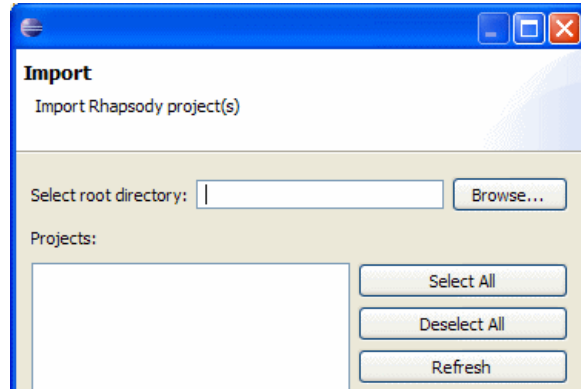 Import
Import Rhapsody project(s)
Select root directory: Browse...
Projects:
Select All
Deselect All
Refresh